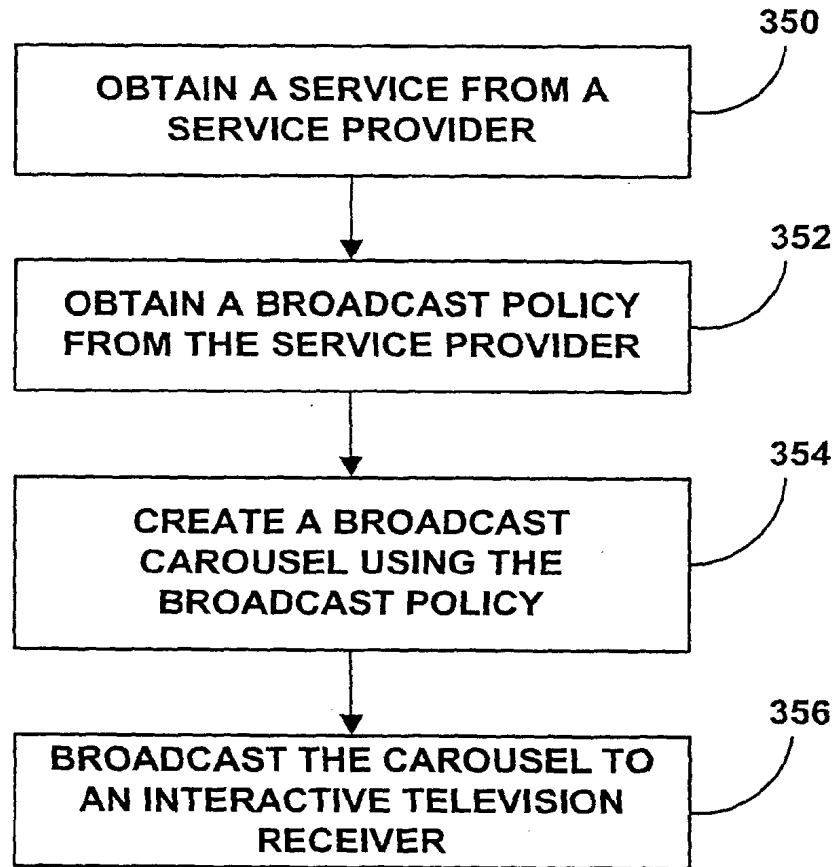 350
OBTAIN A SERVICE FROM A
SERVICE PROVIDER
352
OBTAIN A BROADCAST POLICY
FROM THE SERVICE PROVIDER
354
CREATE A BROADCAST
CAROUSEL USING THE
BROADCAST POLICY
356
BROADCAST THE CAROUSEL TO
AN INTERACTIVE TELEVISION
RECEIVER